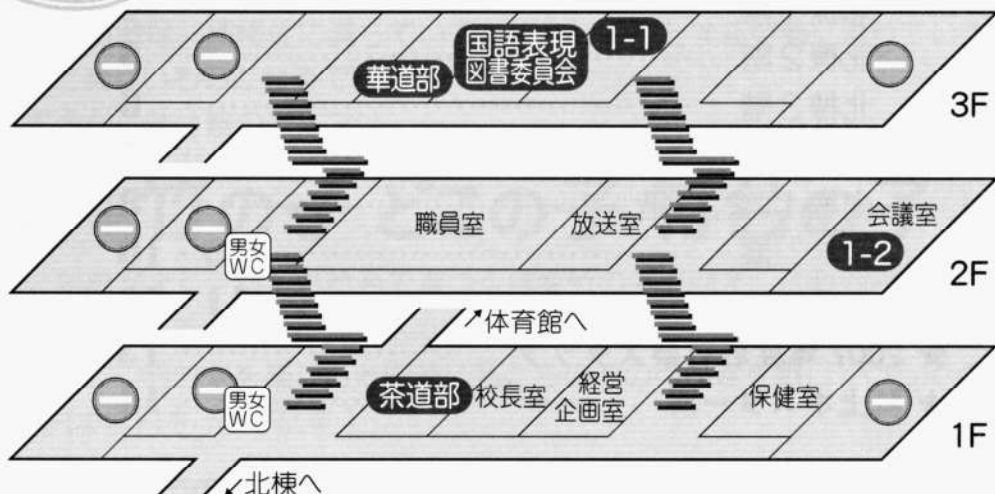 国語表現
図書委員会
1-1
華道部
3F
職員室
放送室
会議室
1-2
男女
WC
2F
↗体育館へ
茶道部
校長室
経営
企画室
保健室
男女
WC
1F
↙北棟へ